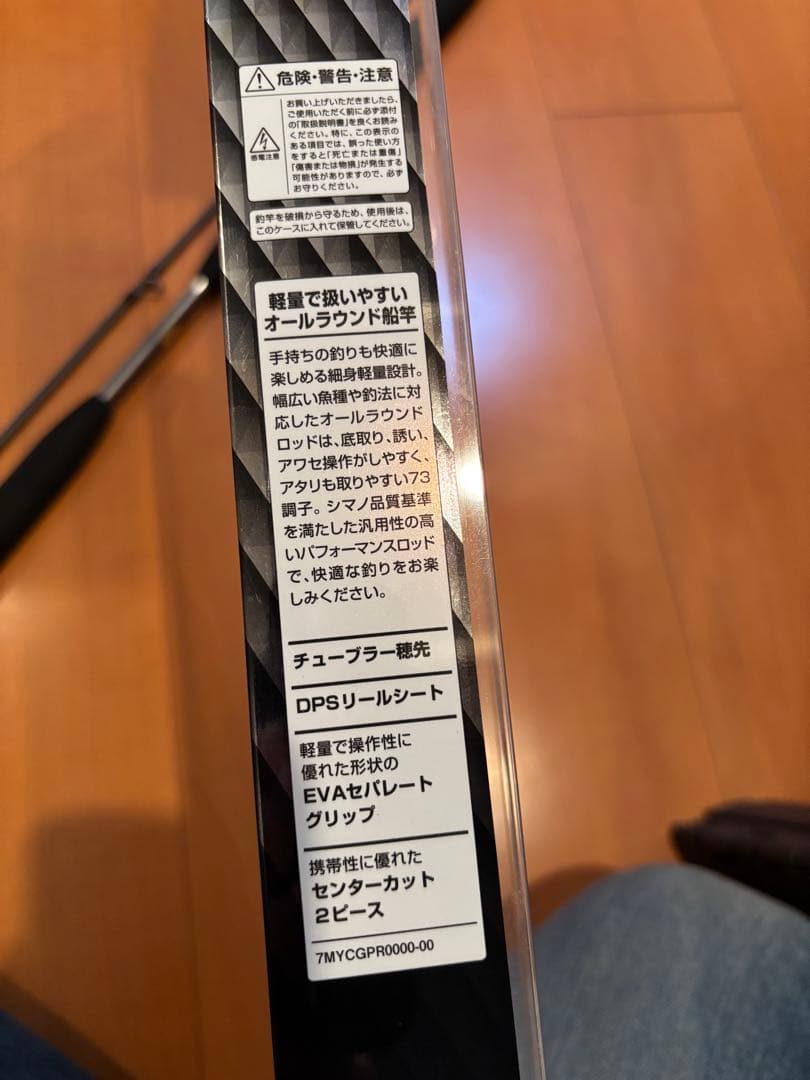 危険・警告・注意
感電注意
お買い上げいただきましたら、
ご使用いただく前に必ず添付
の「取扱説明書」を良くお読み
ください。特に、この表示の
ある項目では、誤った使い方
をすると「死亡または重傷」
「傷害または物損」が発生する
可能性がありますので、必ず
お守りください。
釣竿を破損から守るため、使用後は、
このケースに入れて保管してください。
軽量で扱いやすい
オールラウンド船竿
手持ちの釣りも快適に
楽しめる細身軽量設計。
幅広い魚種や釣法に対
応したオールラウンド
ロッドは、底取り、誘い、
アワセ操作がしやすく、
アタリも取りやすい73
調子。シマノ品質基準
を満たした汎用性の高
いパフォーマンスロッド
で、快適な釣りをお楽
しみください。
チューブラー穂先
DPSリールシート
軽量で操作性に
優れた形状の
EVAセパレート
グリップ
携帯性に優れた
センターカット
2ピース
7MYCGPR0000-00